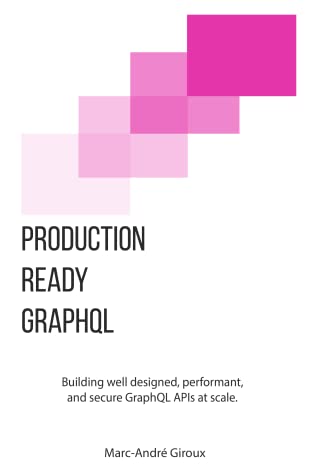 PRODUCTION
READY
GRAPHQL
Building well designed, performant,
and secure GraphQL APIs at scale.
Marc-André Giroux